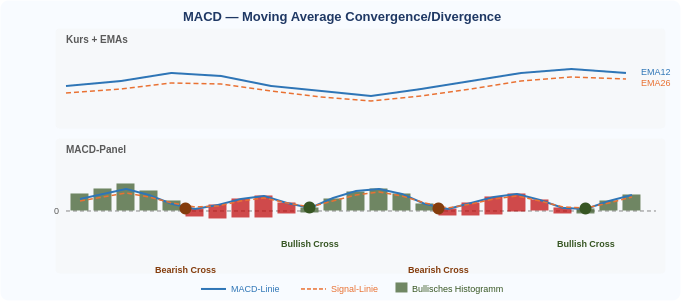 MACD — Moving Average Convergence/Divergence
Kurs + EMAs
EMA12
EMA26
MACD-Panel
0
Bullish Cross
Bullish Cross
Bearish Cross
Bearish Cross
MACD-Linie
Signal-Linie
Bullisches Histogramm